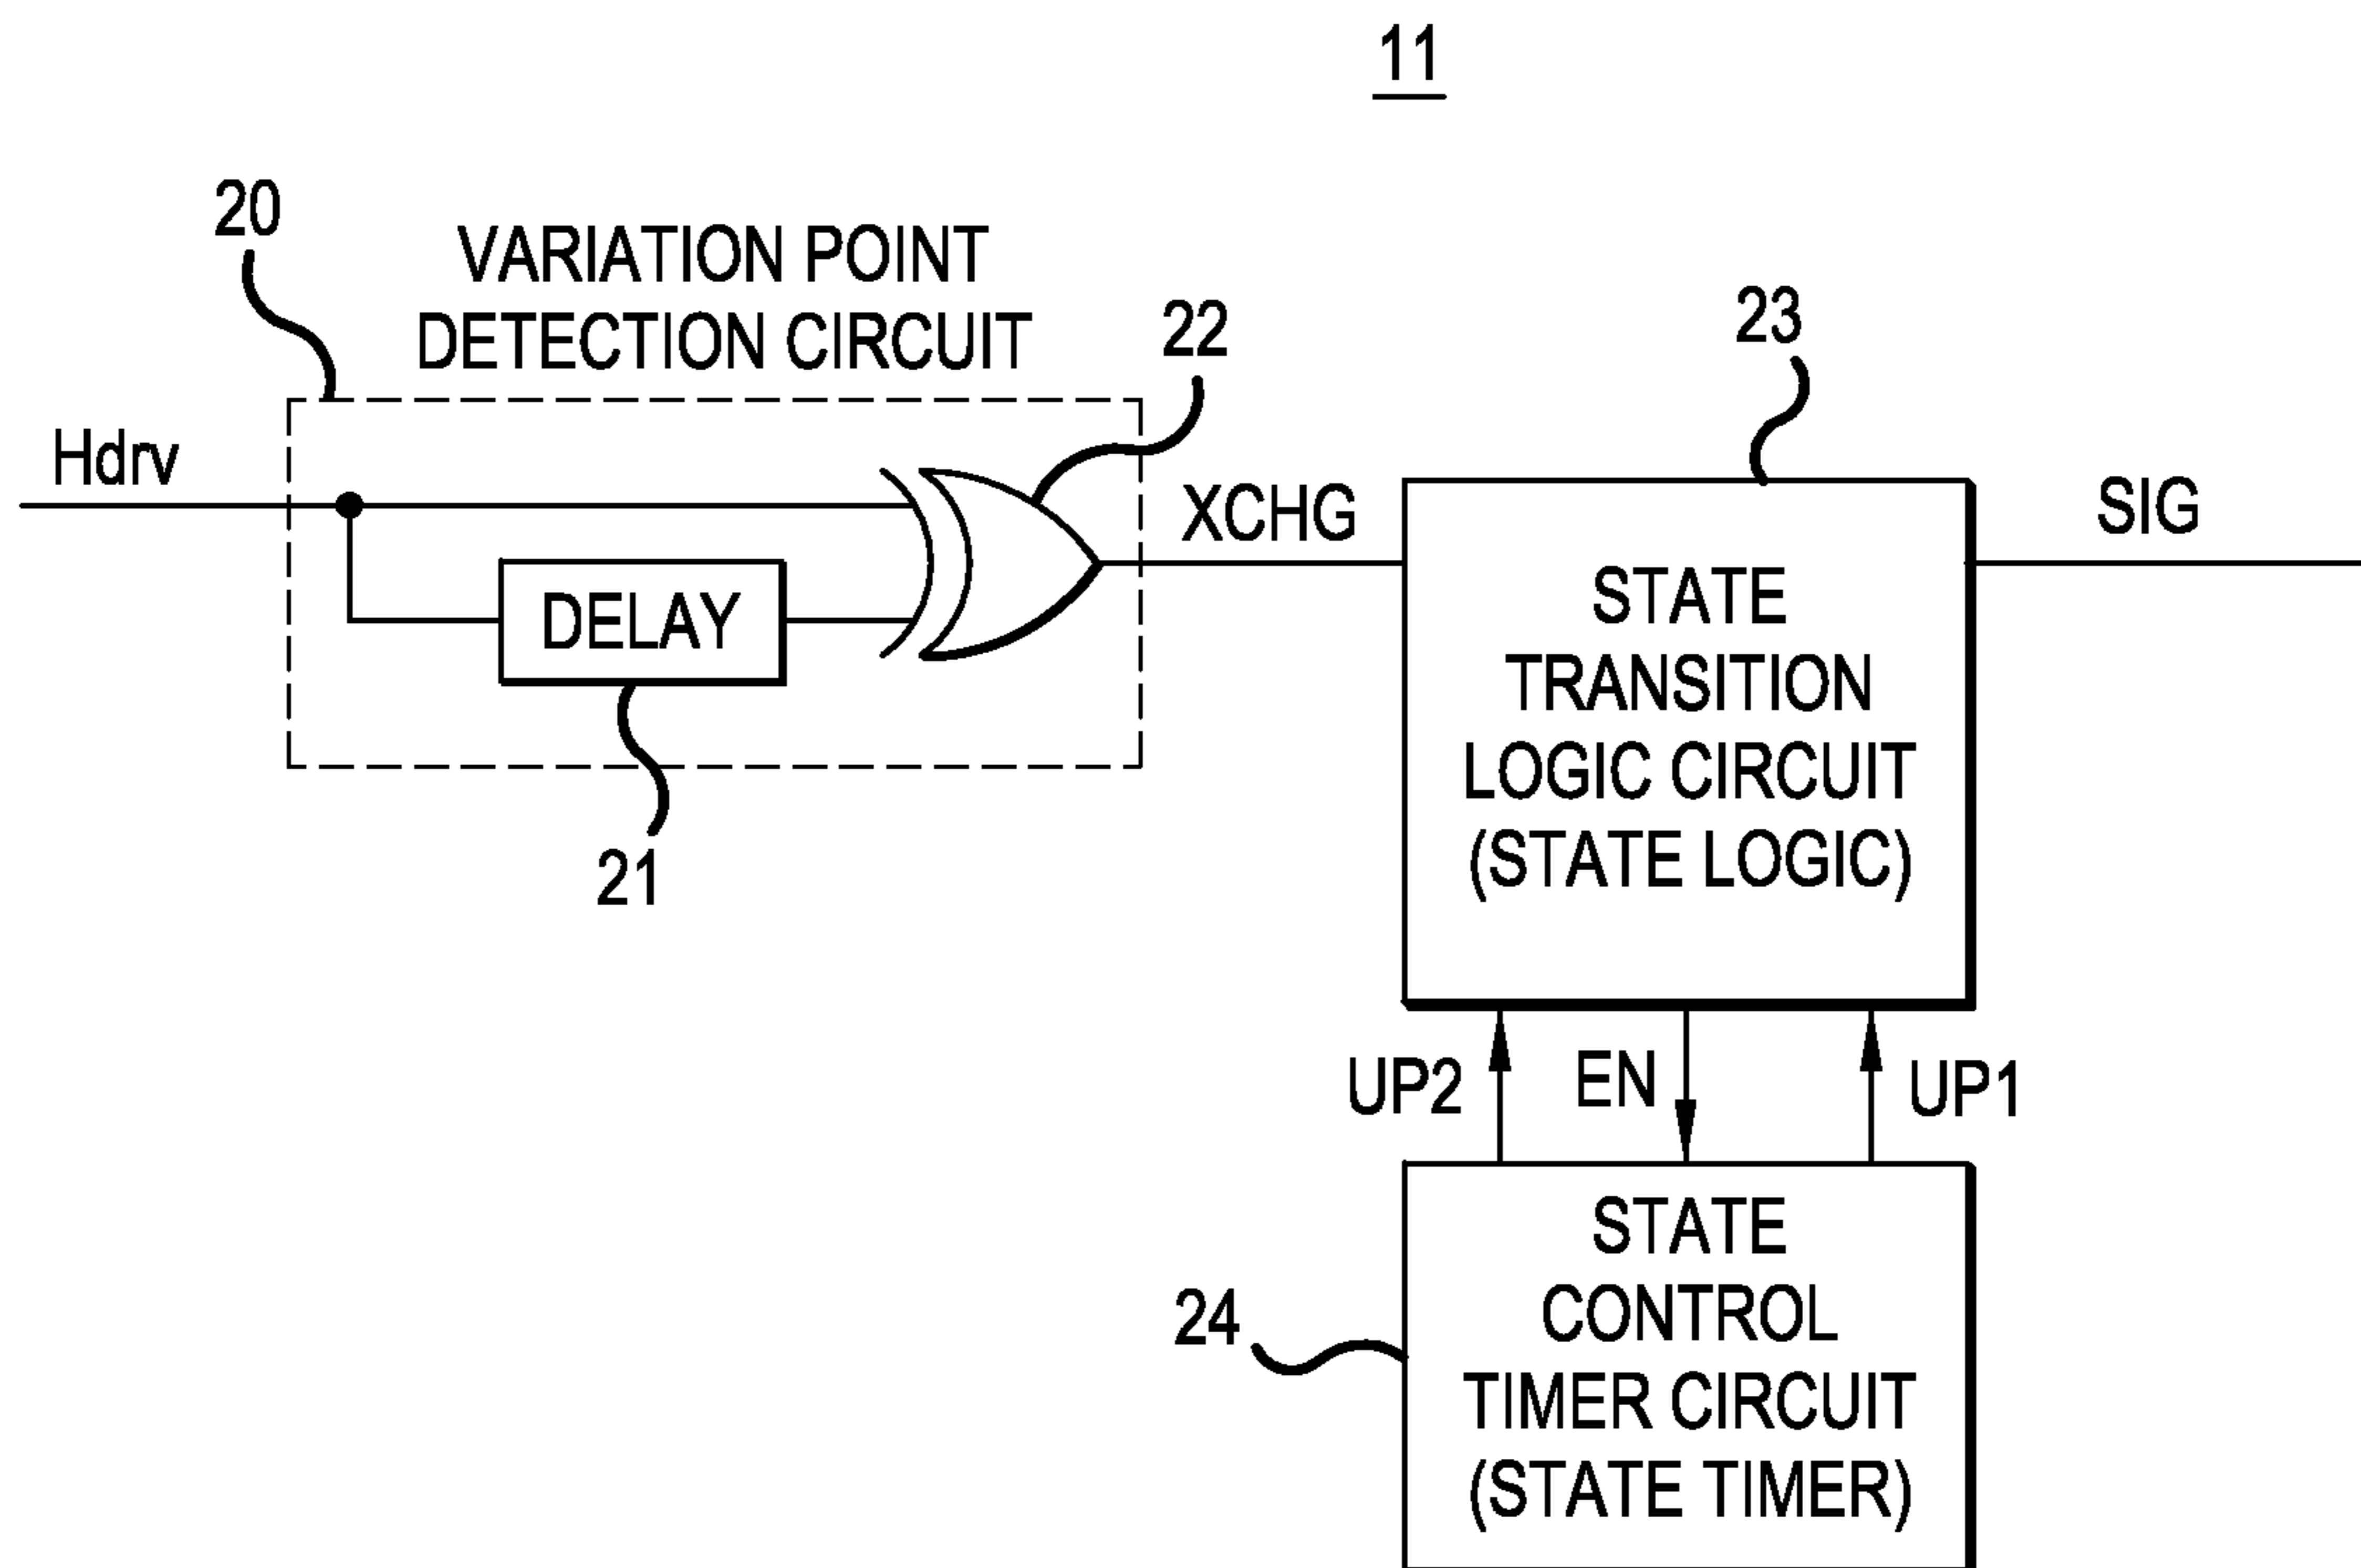 11
20
VARIATION POINT
DETECTION CIRCUIT
22
23
Hdrv
XCHG
SIG
DELAY
21
STATE
TRANSITION
LOGIC CIRCUIT
(STATE LOGIC)
UP2
EN
UP1
24
STATE
CONTROL
TIMER CIRCUIT
(STATE TIMER)